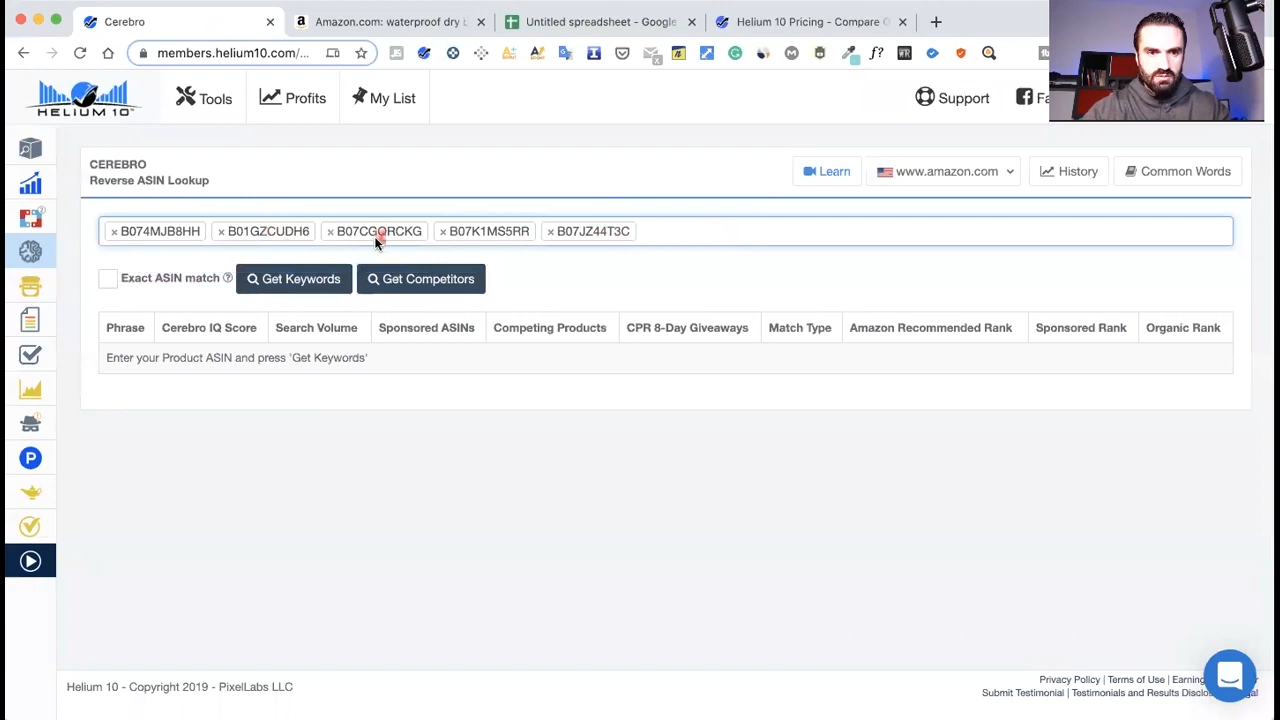 Cerebro
Amazon.com: waterproof dry b
Untitled spreadsheet - Google
Helium 10 Pricing - Compare
members.helium10.com/...
HELIUM 10
Tools
Profits
My List
Support
CEREBRO
Reverse ASIN Lookup
Learn
www.amazon.com
History
Common Words
× B074MJB8HH
× B01GZCUDH6
× B07CGQRCKG
× B07K1MS5RR
× B07JZ44T3C
Exact ASIN match
Get Keywords
Get Competitors
Phrase
Cerebro IQ Score
Search Volume
Sponsored ASINs
Competing Products
CPR 8-Day Giveaways
Match Type
Amazon Recommended Rank
Sponsored Rank
Organic Rank
Enter your Product ASIN and press 'Get Keywords'
Helium 10 - Copyright 2019 - PixelLabs LLC
Privacy Policy | Terms of Use |
Submit Testimonial | Testimonials and Results